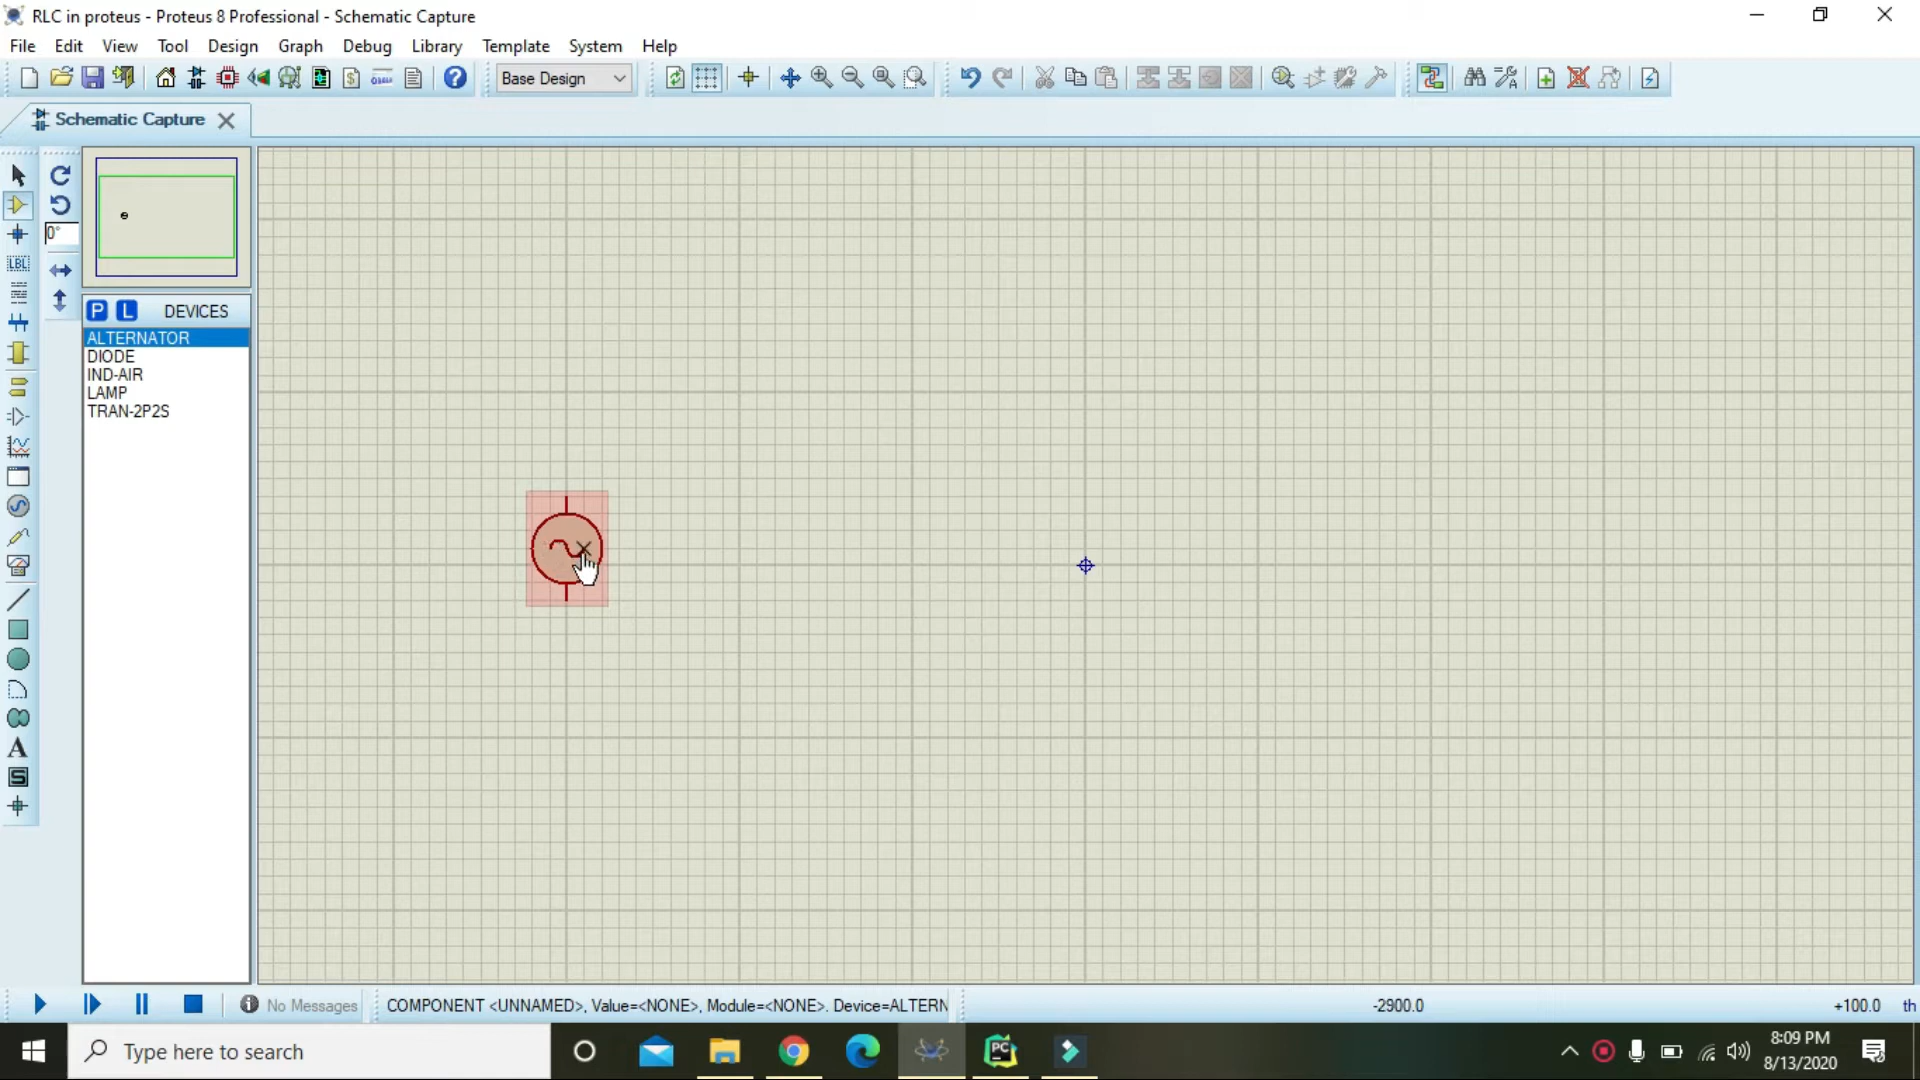 RLC in proteus - Proteus 8 Professional - Schematic Capture
File Edit View Tool Design Graph Debug Library Template System Help
Base Design
Schematic Capture
0°
LBL
P L DEVICES
ALTERNATOR
DIODE
IND-AIR
LAMP
TRAN-2P2S
A
S
No Messages COMPONENT <UNNAMED>, Value=<NONE>, Module=<NONE>. Device=ALTERN -2900.0 +100.0 th
Type here to search
PC
8:09 PM
8/13/2020